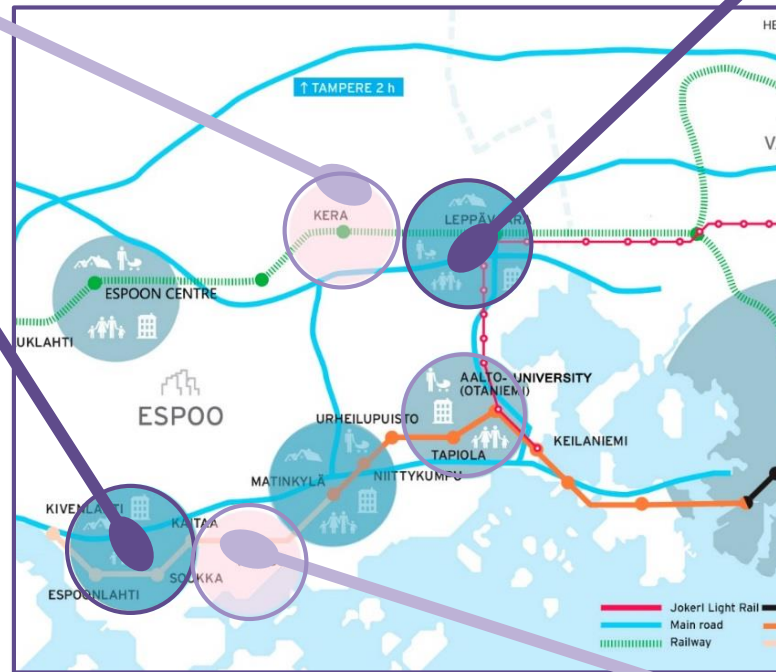 HE
↑ TAMPERE 2 h
V
KERA
LEPPÄVAARA
ESPOON CENTRE
UKLAHTI
ESPOO
AALTO-UNIVERSITY
(OTANIEMI)
URHEILUPUISTO
KEILANIEMI
TAPIOLA
MATINKYLÄ
NIITTYKUMPU
KIVENLAHTI
KAITAA
SOUKKA
ESPOONLAHTI
Jokerl Light Rail
Main road
Railway